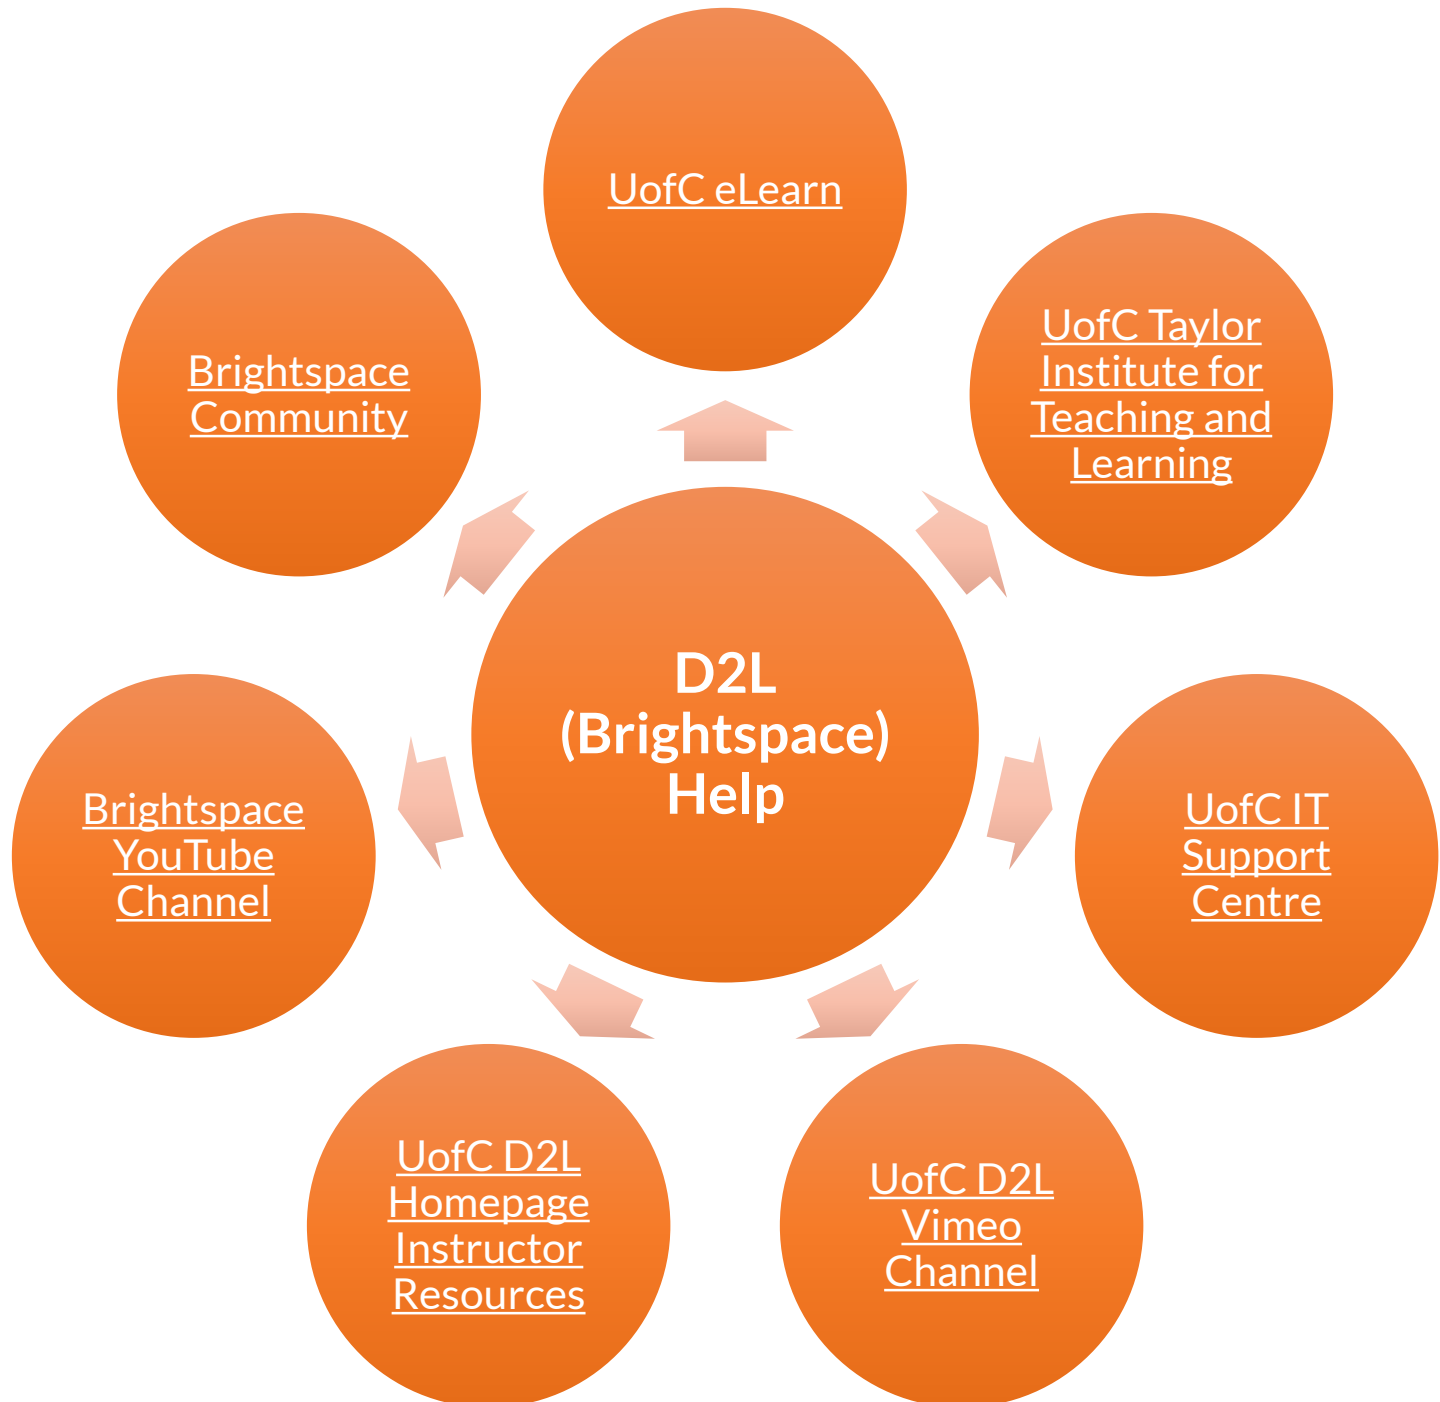 UofC eLearn
UofC Taylor
Institute for
Teaching and
Learning
Brightspace
Community
D2L
(Brightspace)
Help
UofC IT
Support
Centre
Brightspace
YouTube
Channel
UofC D2L
Vimeo
Channel
UofC D2L
Homepage
Instructor
Resources